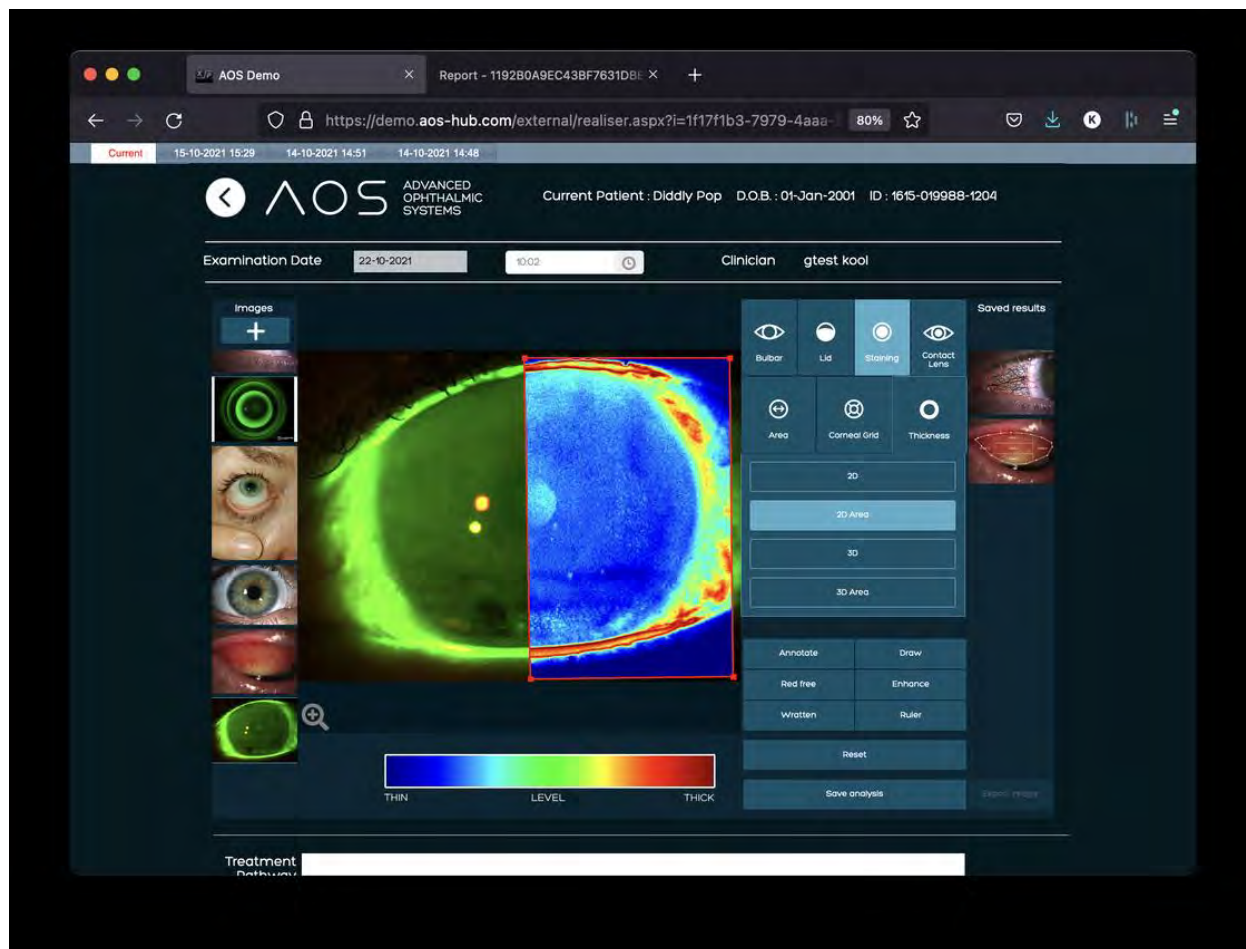 AOS Demo
Report - 1192B0A9EC43BF7631DB
https://demo.aos-hub.com/external/realiser.aspx?i=1f17f1b3-7979-4aaa-
80%
K
Current
15-10-2021 15:29
14-10-2021 14:51
14-10-2021 14:48
AOS
ADVANCED
OPHTHALMIC
SYSTEMS
Current Patient : Diddly Pop D.O.B. : 01-Jan-2001 ID : 1615-019988-1204
Examination Date
22-10-2021
10:02
Clinician gtest kool
Images
Bulbar
Lid
Staining
Contact
Lens
Saved results
Area
Corneal Grid
Thickness
2D
2D Area
3D
3D Area
Annotate
Draw
Red free
Enhance
Wratten
Ruler
Reset
Save analysis
THIN
LEVEL
THICK
Treatment
Pathway